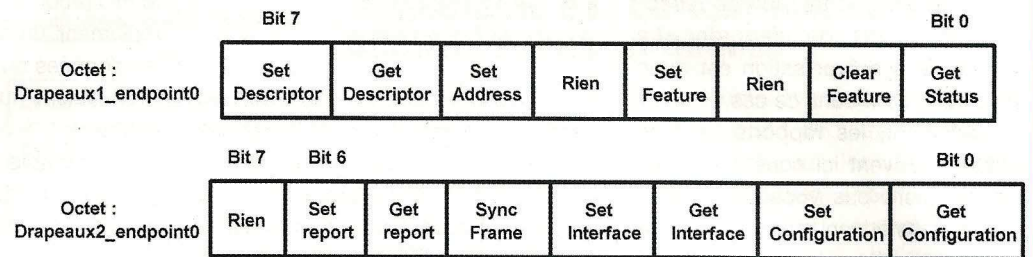 Bit 7 Bit 0
Octet :
Drapeaux1_endpoint0
Set Descriptor
Get Descriptor
Set Address
Rien
Set Feature
Rien
Clear Feature
Get Status
Bit 7 Bit 6 Bit 0
Octet :
Drapeaux2_endpoint0
Rien
Set report
Get report
Sync Frame
Set Interface
Get Interface
Set Configuration
Get Configuration